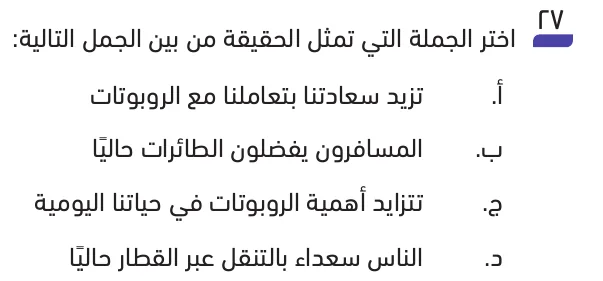 ٢٧
اختر الجملة التي تمثل الحقيقة من بين الجمل التالية:
أ. تزيد سعادتنا بتعاملنا مع الروبوتات
ب. المسافرون يفضلون الطائرات حاليًا
ج. تتزايد أهمية الروبوتات في حياتنا اليومية
د. الناس سعداء بالتنقل عبر القطار حاليًا